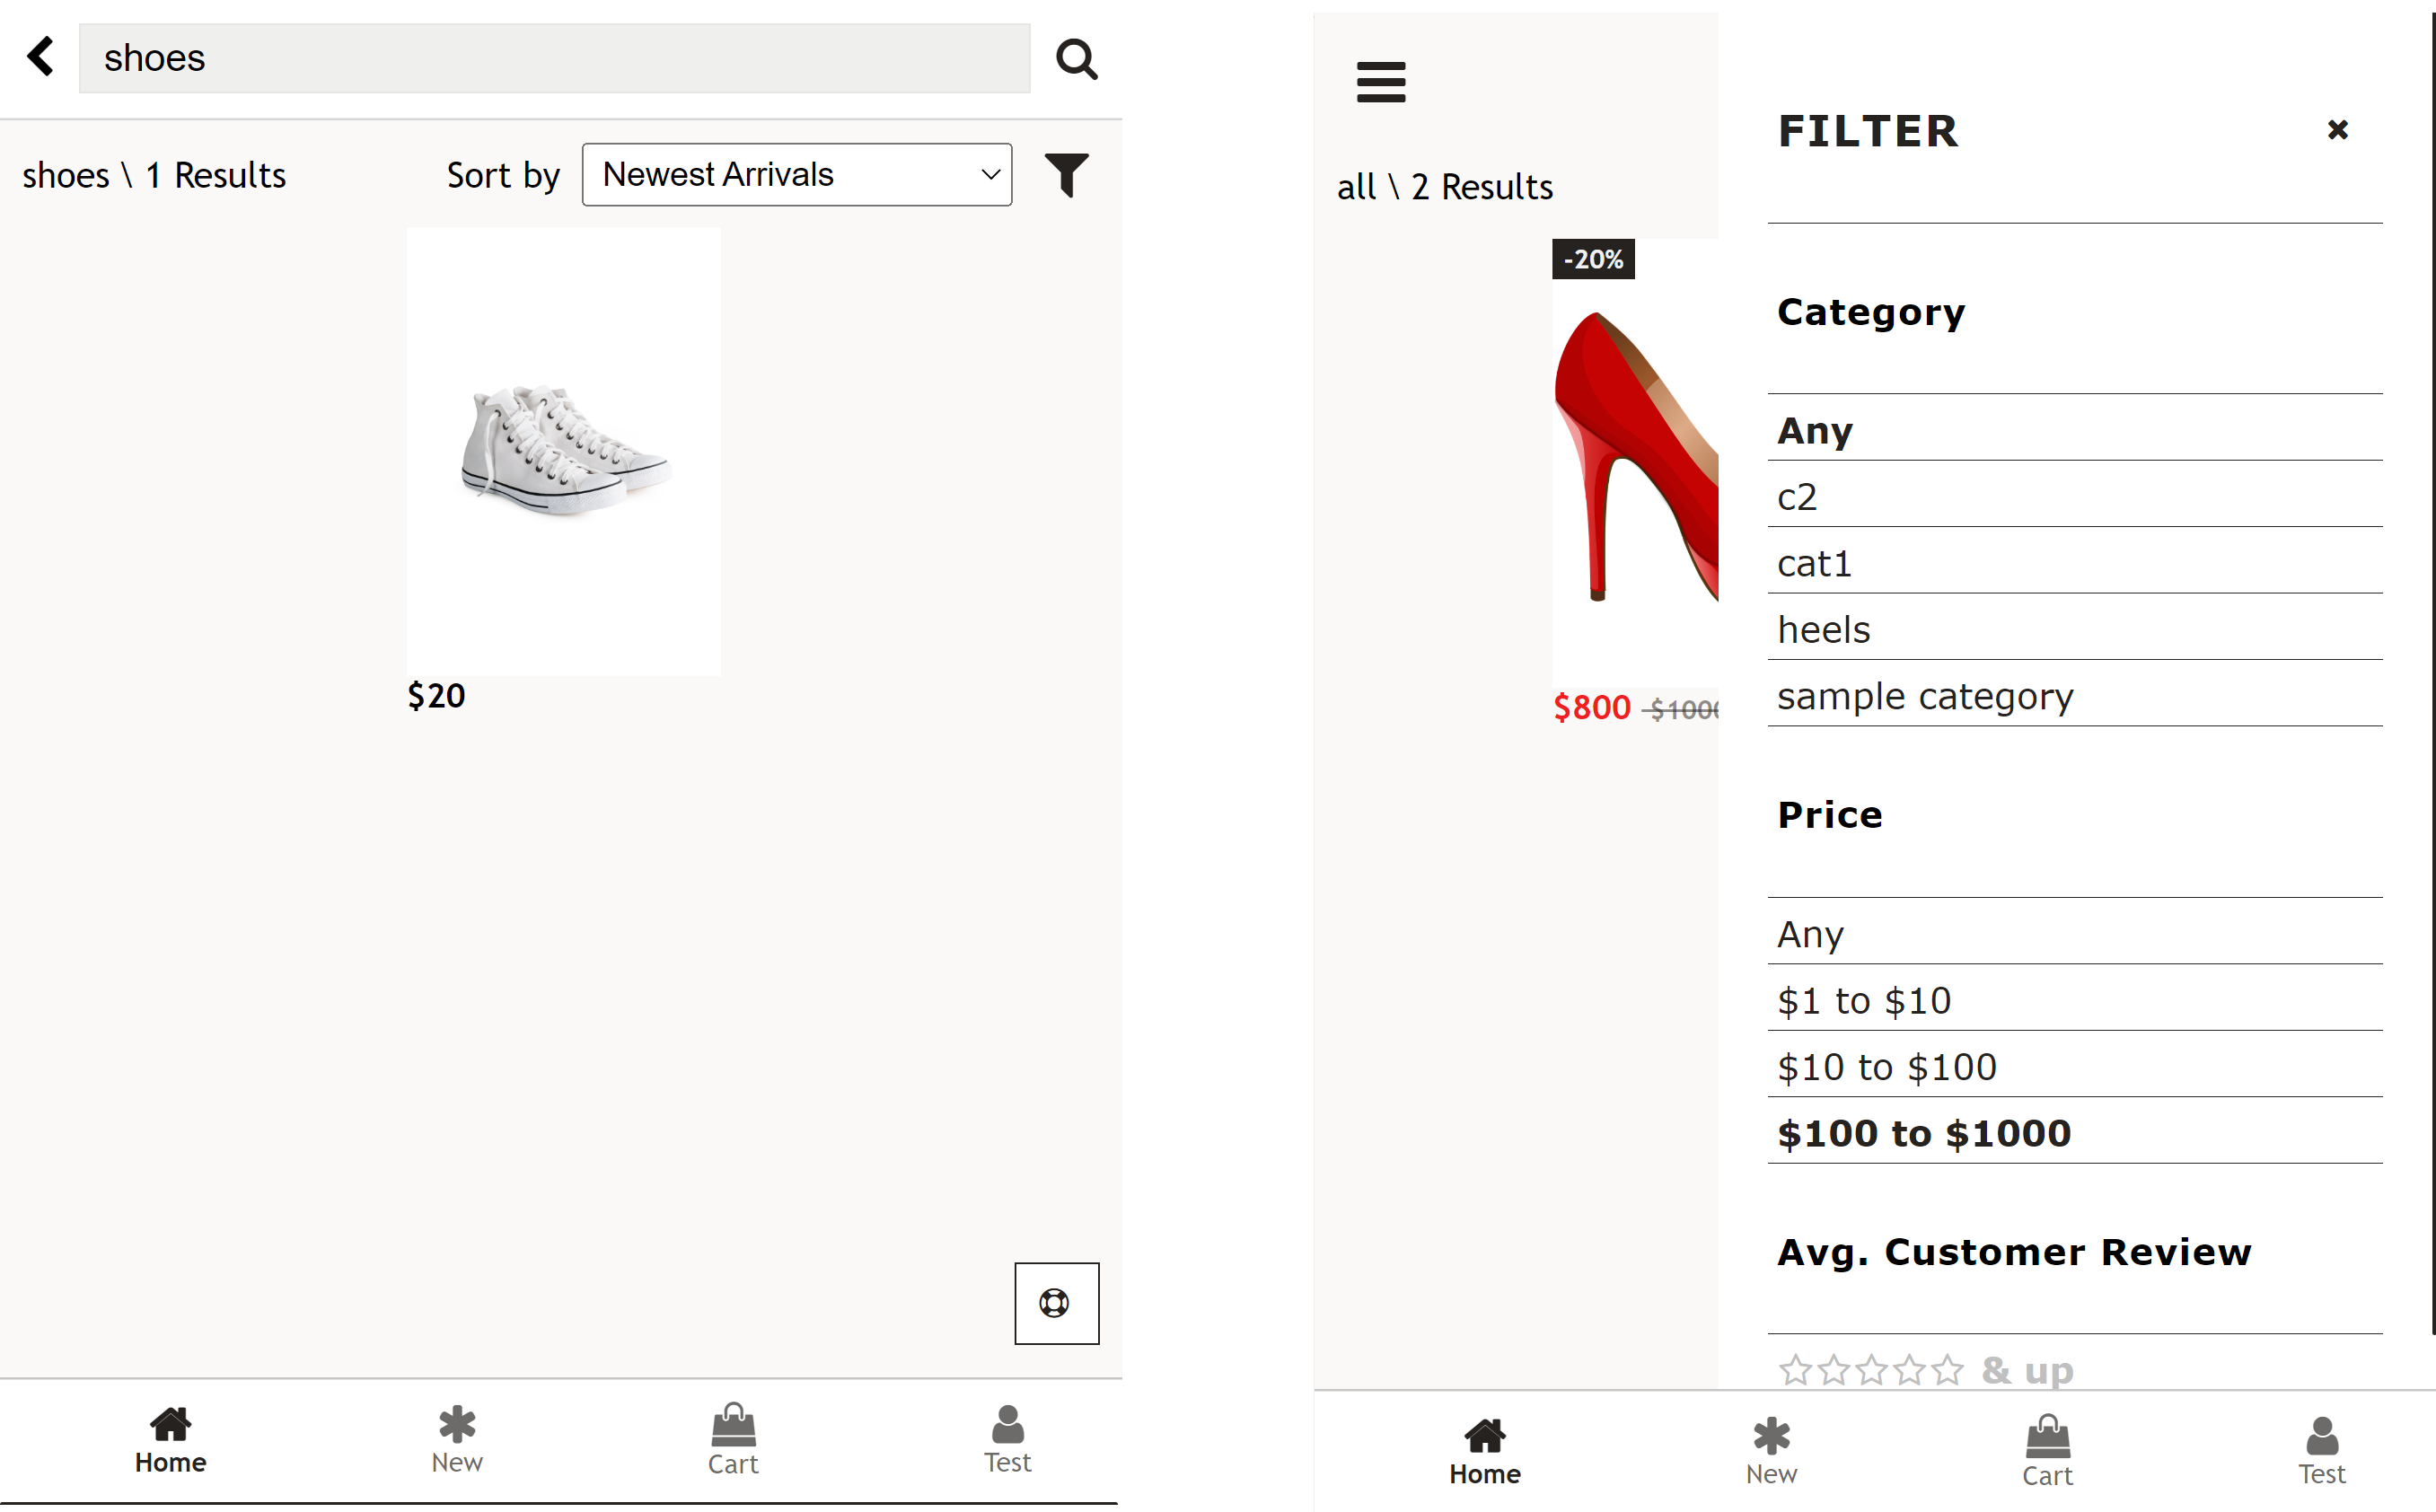 shoes
shoes \ 1 Results
Sort by
Newest Arrivals
$20
Home
New
Cart
Test
all \ 2 Results
-20%
$800
FILTER
Category
Any
c2
cat1
heels
sample category
Price
Any
$1 to $10
$10 to $100
$100 to $1000
Avg. Customer Review
& up
Home
New
Cart
Test